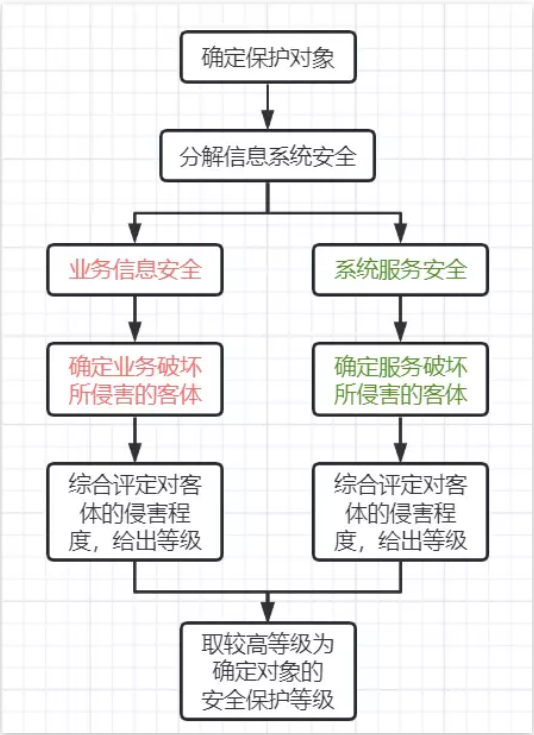 确定保护对象
分解信息系统安全
业务信息安全
系统服务安全
确定业务破坏
所侵害的客体
确定服务破坏
所侵害的客体
综合评定对客
体的侵害程
度，给出等级
综合评定对客
体的侵害程
度，给出等级
取较高等级为
确定对象的
安全保护等级